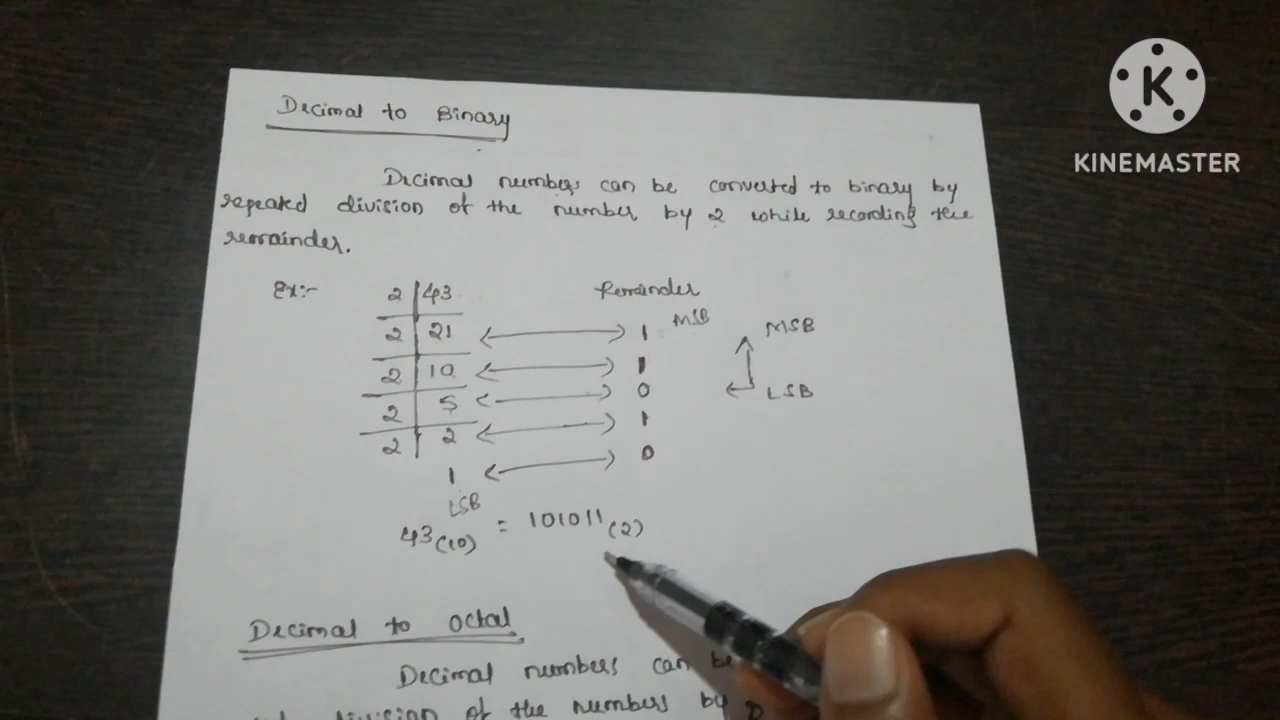 KINEMASTER
Decimal to Binary
Decimal numbers can be converted to binary by
repeated division of the number by 2 while recording the
remainder.
Ex:- 2 | 43 Remainder
2 | 21 1 MSB MSB
2 | 10 1
2 | 5 0 LSB
2 | 2 1
1 0
LSB
43(10) = 101011(2)
Decimal to Octal
Decimal numbers can be
division of the numbers by 8